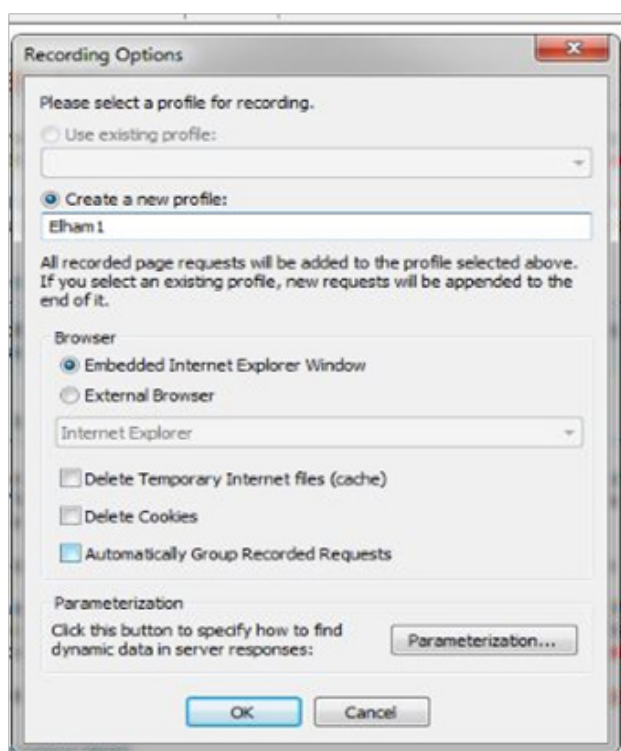 Recording Options
Please select a profile for recording.
Use existing profile:
Create a new profile:
Elham1
All recorded page requests will be added to the profile selected above.
If you select an existing profile, new requests will be appended to the
end of it.
Browser
Embedded Internet Explorer Window
External Browser
Internet Explorer
Delete Temporary Internet files (cache)
Delete Cookies
Automatically Group Recorded Requests
Parameterization
Click this button to specify how to find
dynamic data in server responses:
Parameterization...
OK
Cancel